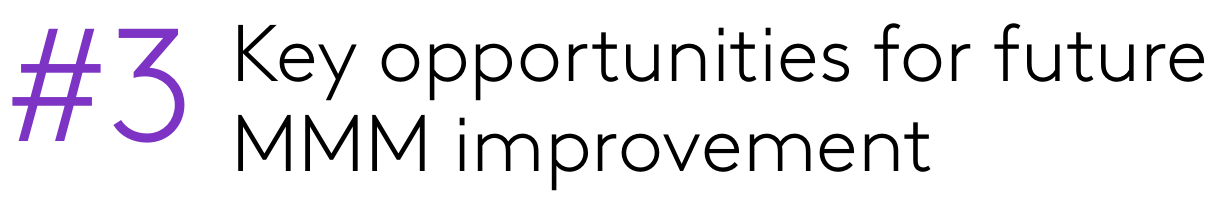 #3
Key opportunities for future
MMM improvement